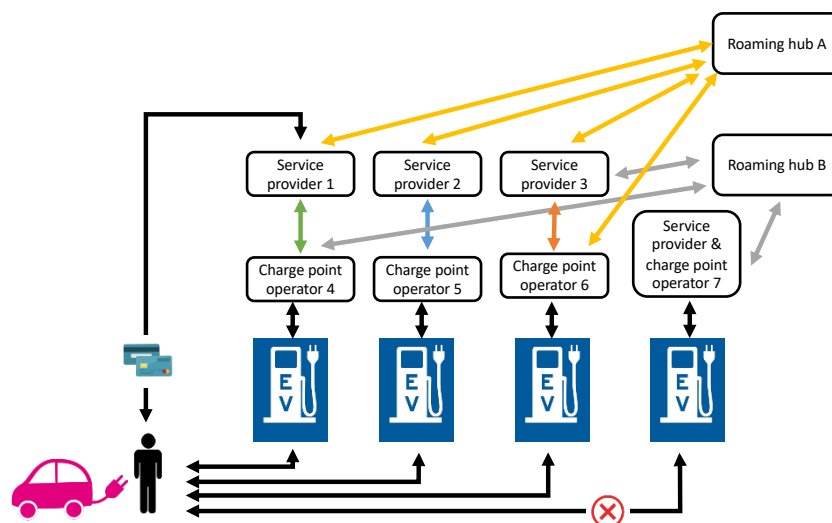 Roaming hub A
Service
provider 1
Service
provider 2
Service
provider 3
Roaming hub B
Service
provider &
charge point
operator 7
Charge point
operator 4
Charge point
operator 5
Charge point
operator 6
E
V
E
V
E
V
E
V